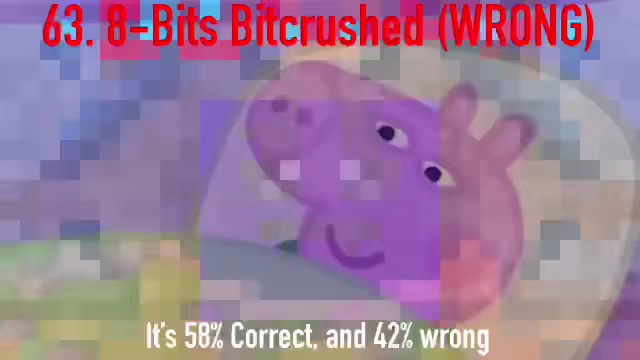 63. 8-Bits Bitcrushed (WRONG)
It's 58% Correct, and 42% wrong